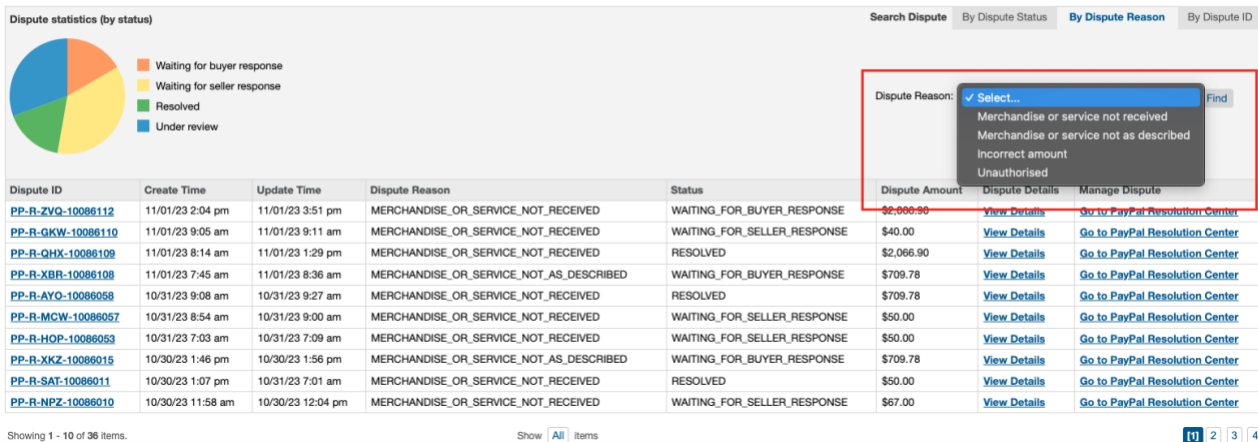 Dispute statistics (by status)
Search Dispute By Dispute Status By Dispute Reason By Dispute ID
Waiting for buyer response
Waiting for seller response
Resolved
Under review
Dispute Reason: ✓ Select... Find
Merchandise or service not received
Merchandise or service not as described
Incorrect amount
Unauthorised
Dispute ID Create Time Update Time Dispute Reason Status Dispute Amount Dispute Details Manage Dispute
PP-R-ZVQ-10086112 11/01/23 2:04 pm 11/01/23 3:51 pm MERCHANDISE_OR_SERVICE_NOT_RECEIVED WAITING_FOR_BUYER_RESPONSE View Details Go to PayPal Resolution Center
PP-R-GKW-10086110 11/01/23 9:05 am 11/01/23 9:11 am MERCHANDISE_OR_SERVICE_NOT_RECEIVED WAITING_FOR_SELLER_RESPONSE $40.00 View Details Go to PayPal Resolution Center
PP-R-QHX-10086109 11/01/23 8:14 am 11/01/23 1:29 pm MERCHANDISE_OR_SERVICE_NOT_RECEIVED RESOLVED $2,066.90 View Details Go to PayPal Resolution Center
PP-R-XBR-10086108 11/01/23 7:45 am 11/01/23 8:36 am MERCHANDISE_OR_SERVICE_NOT_AS_DESCRIBED WAITING_FOR_BUYER_RESPONSE $709.78 View Details Go to PayPal Resolution Center
PP-R-AYO-10086058 10/31/23 9:08 am 10/31/23 9:27 am MERCHANDISE_OR_SERVICE_NOT_RECEIVED RESOLVED $709.78 View Details Go to PayPal Resolution Center
PP-R-MCW-10086057 10/31/23 8:54 am 10/31/23 9:00 am MERCHANDISE_OR_SERVICE_NOT_RECEIVED WAITING_FOR_SELLER_RESPONSE $50.00 View Details Go to PayPal Resolution Center
PP-R-HOP-10086053 10/31/23 7:03 am 10/31/23 7:09 am MERCHANDISE_OR_SERVICE_NOT_RECEIVED WAITING_FOR_SELLER_RESPONSE $50.00 View Details Go to PayPal Resolution Center
PP-R-XKZ-10086015 10/30/23 1:46 pm 10/30/23 1:56 pm MERCHANDISE_OR_SERVICE_NOT_AS_DESCRIBED WAITING_FOR_BUYER_RESPONSE $709.78 View Details Go to PayPal Resolution Center
PP-R-SAT-10086011 10/30/23 1:07 pm 10/31/23 7:01 am MERCHANDISE_OR_SERVICE_NOT_RECEIVED RESOLVED $50.00 View Details Go to PayPal Resolution Center
PP-R-NPZ-10086010 10/30/23 11:58 am 10/30/23 12:04 pm MERCHANDISE_OR_SERVICE_NOT_RECEIVED WAITING_FOR_SELLER_RESPONSE $67.00 View Details Go to PayPal Resolution Center
Showing 1 - 10 of 36 items. Show All items [1] 2 3 4